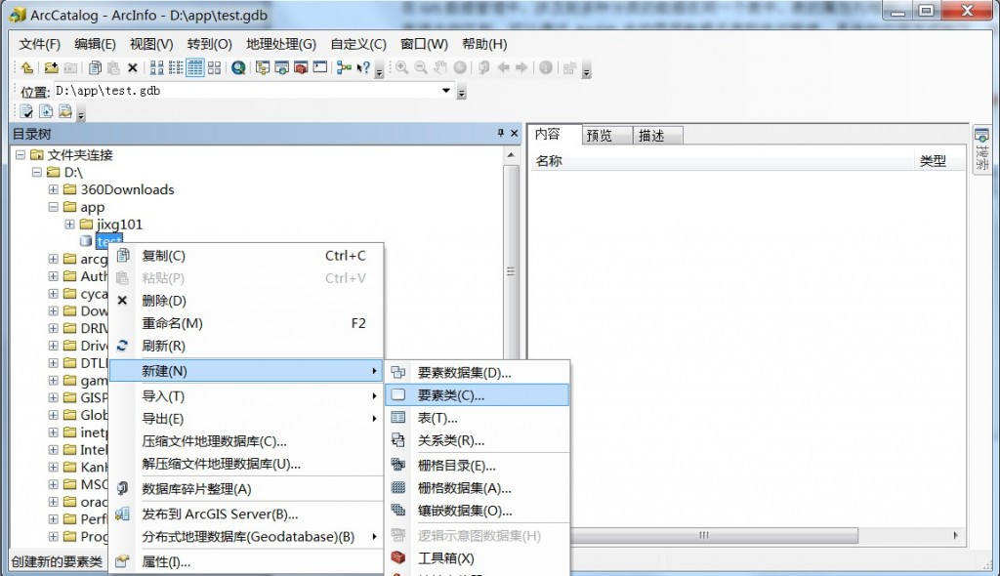 ArcCatalog - ArcInfo - D:\app\test.gdb
文件(F) 编辑(E) 视图(V) 转到(O) 地理处理(G) 自定义(C) 窗口(W) 帮助(H)
位置: D:\app\test.gdb
目录树
内容 预览 描述
搜索
名称 类型
文件夹连接
D:\
360Downloads
app
jixg101
test
arcg
Auth
cyca
Dow
DRIV
Drive
DTLI
gam
GISP
Glob
inetp
Intel
KanH
MSO
orac
Perfl
Prog
复制(C) Ctrl+C
粘贴(P) Ctrl+V
删除(D)
重命名(M) F2
刷新(R)
新建(N)
导入(T)
导出(E)
压缩文件地理数据库(C)...
解压缩文件地理数据库(U)...
数据库碎片整理(A)
发布到 ArcGIS Server(B)...
分布式地理数据库(Geodatabase)(B)
属性(I)...
要素数据集(D)...
要素类(C)...
表(T)...
关系类(R)...
栅格目录(E)...
栅格数据集(A)...
镶嵌数据集(O)...
逻辑示意图数据集(H)
工具箱(X)
创建新的要素类